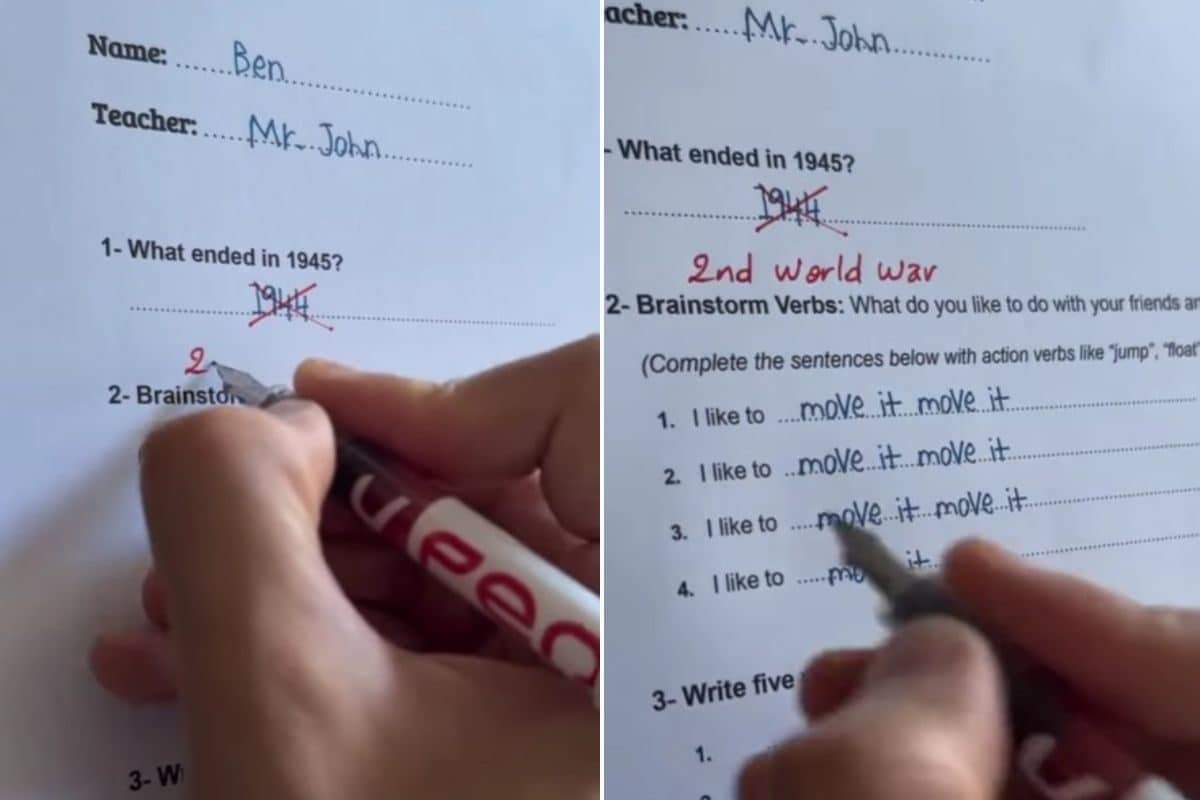 Name: ......Ben..............
Teacher: .....Mr. John............
1- What ended in 1945?
1944
2
2- Brainstor
3- W
acher: .....Mr. John............
- What ended in 1945?
1944
2nd world war
2- Brainstorm Verbs: What do you like to do with your friends an
(Complete the sentences below with action verbs like "jump", "float"
1. I like to ....move it move it
2. I like to ..move it move it
3. I like to ....move it move it
4. I like to .....mo it
3- Write five
1.